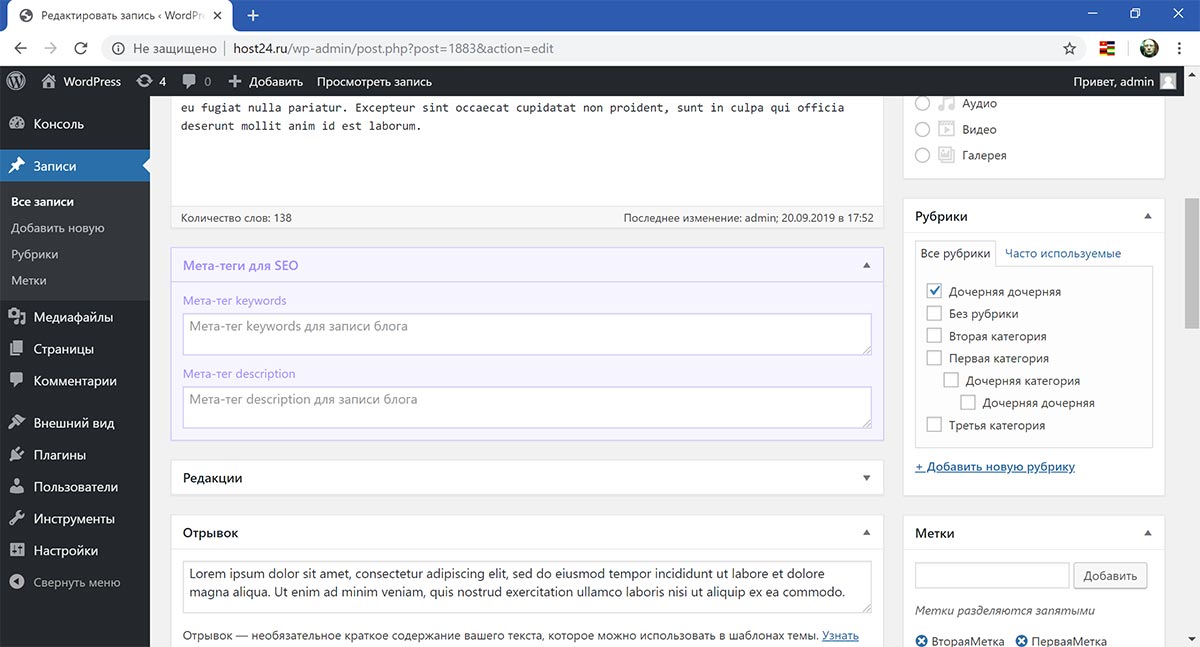 Редактировать запись ‹ WordPr
Не защищено host24.ru/wp-admin/post.php?post=1883&action=edit
WordPress 4 0 Добавить Просмотреть запись Привет, admin
Консоль
Записи
Все записи
Добавить новую
Рубрики
Метки
Медиафайлы
Страницы
Комментарии
Внешний вид
Плагины
Пользователи
Инструменты
Настройки
Свернуть меню
eu fugiat nulla pariatur. Excepteur sint occaecat cupidatat non proident, sunt in culpa qui officia
deserunt mollit anim id est laborum.
Количество слов: 138 Последнее изменение: admin; 20.09.2019 в 17:52
Мета-теги для SEO
Мета-тег keywords
Мета-тег keywords для записи блога
Мета-тег description
Мета-тег description для записи блога
Редакции
Отрывок
Lorem ipsum dolor sit amet, consectetur adipiscing elit, sed do eiusmod tempor incididunt ut labore et dolore
magna aliqua. Ut enim ad minim veniam, quis nostrud exercitation ullamco laboris nisi ut aliquip ex ea commodo.
Отрывок — необязательное краткое содержание вашего текста, которое можно использовать в шаблонах темы. Узнать
Аудио
Видео
Галерея
Рубрики
Все рубрики Часто используемые
Дочерняя дочерняя
Без рубрики
Вторая категория
Первая категория
Дочерняя категория
Дочерняя дочерняя
Третья категория
+ Добавить новую рубрику
Метки
Добавить
Метки разделяются запятыми
ВтораяМетка ПерваяМетка